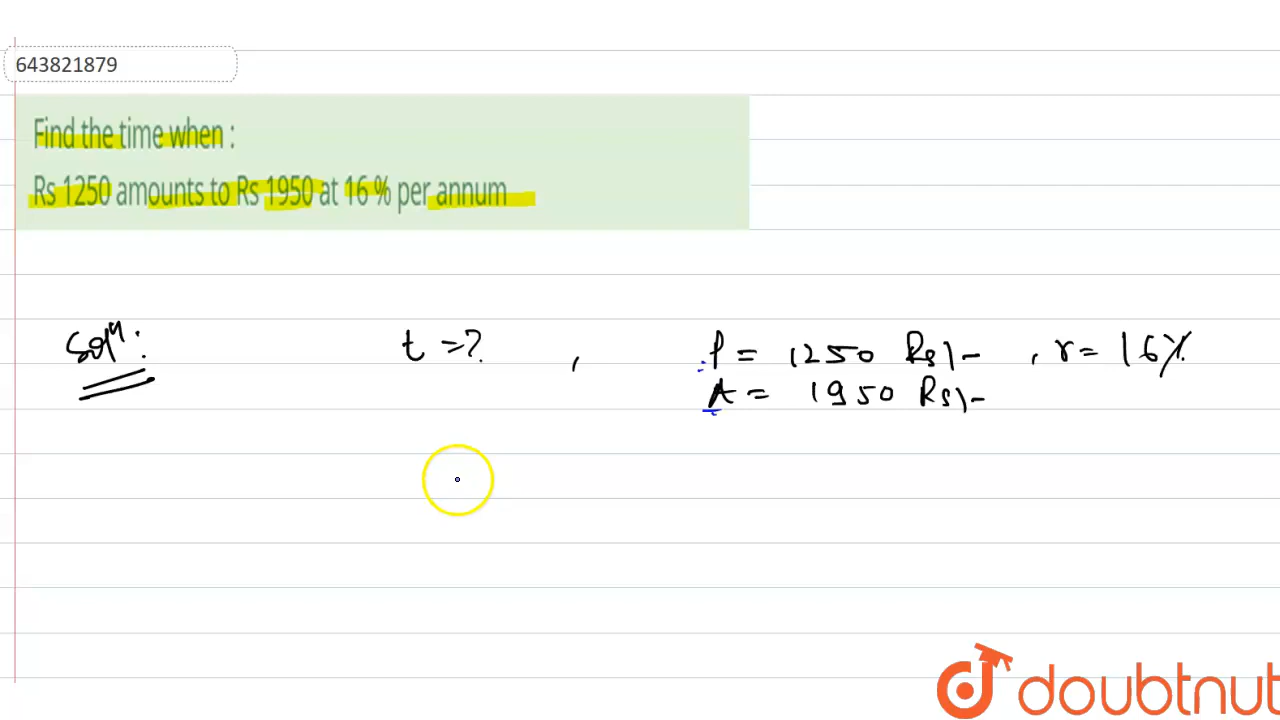 643821879
Find the time when :
Rs 1250 amounts to Rs 1950 at 16 % per annum
Solⁿ: t =? , P = 1250 Rs/- , r = 16%
A = 1950 Rs/-
doubtnut